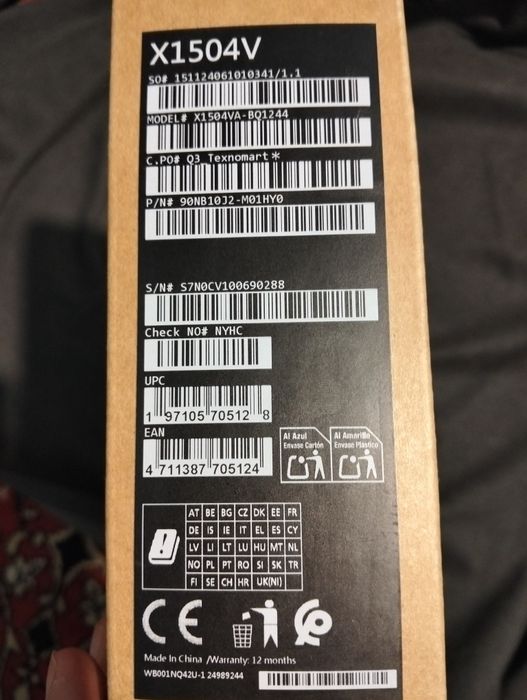 X1504V
SO# 151124061010341/1.1
MODEL# X1504VA-BQ1244
C.PO# Q3 Texnomart*
P/N# 90NB10J2-M01HY0
S/N# S7N0CV100690288
Check NO# NYHC
UPC
1 97105 70512 8
EAN
4 711387 705124
Al Azul
Envase Cartón
Al Amarillo
Envase Plástico
AT BE BG CZ DK EE FR
DE IS IE IT EL ES CY
LV LI LT LU HU MT NL
NO PL PT RO SI SK TR
FI SE CH HR UK(NI)
CE
Made In China /Warranty: 12 months
WB001NQ42U-1 24989244